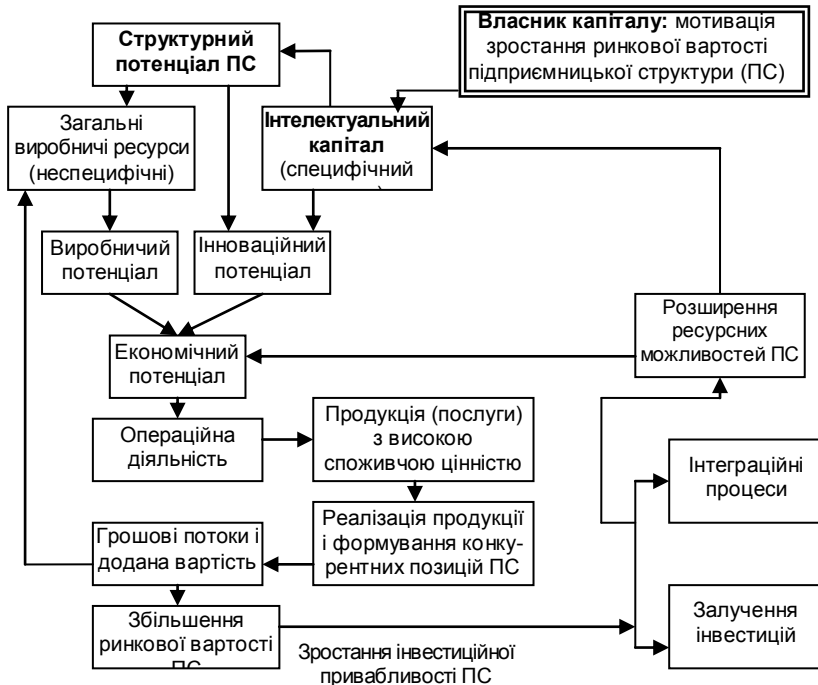 Власник капіталу: мотивація
зростання ринкової вартості
підприємницької структури (ПС)
Структурний
потенціал ПС
Загальні
виробничі ресурси
(неспецифічні)
Інтелектуальний
капітал
(специфічний
Виробничий
потенціал
Інноваційний
потенціал
Розширення
ресурсних
можливостей ПС
Економічний
потенціал
Операційна
діяльність
Продукція (послуги)
з високою
споживчою цінністю
Інтеграційні
процеси
Грошові потоки і
додана вартість
Реалізація продукції
і формування конку-
рентних позицій ПС
Збільшення
ринкової вартості
ПС
Залучення
інвестицій
Зростання інвестиційної
привабливості ПС